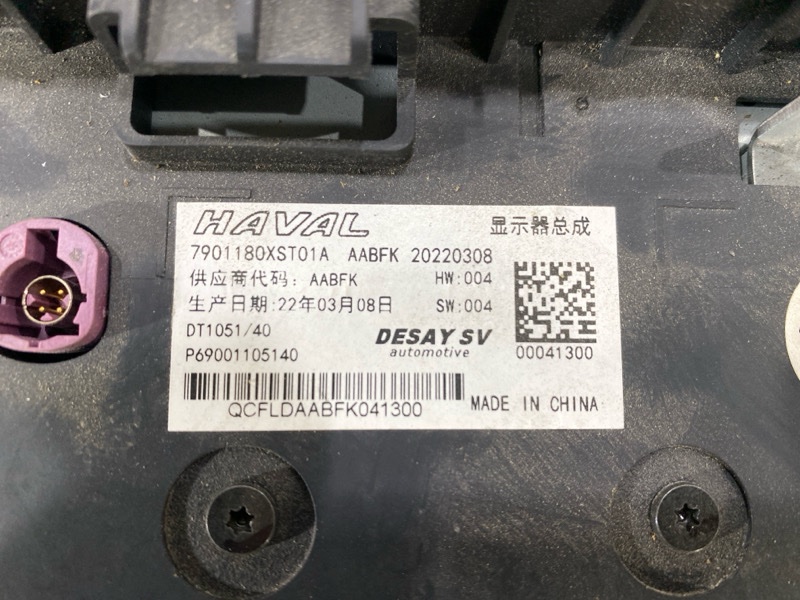 HAVAL 显示器总成
7901180XST01A AABFK 20220308
供应商代码: AABFK HW:004
生产日期:22年03月08日 SW:004
DT1051/40 DESAY SV
automotive
P69001105140 00041300
QCFLDAABFK041300 MADE IN CHINA